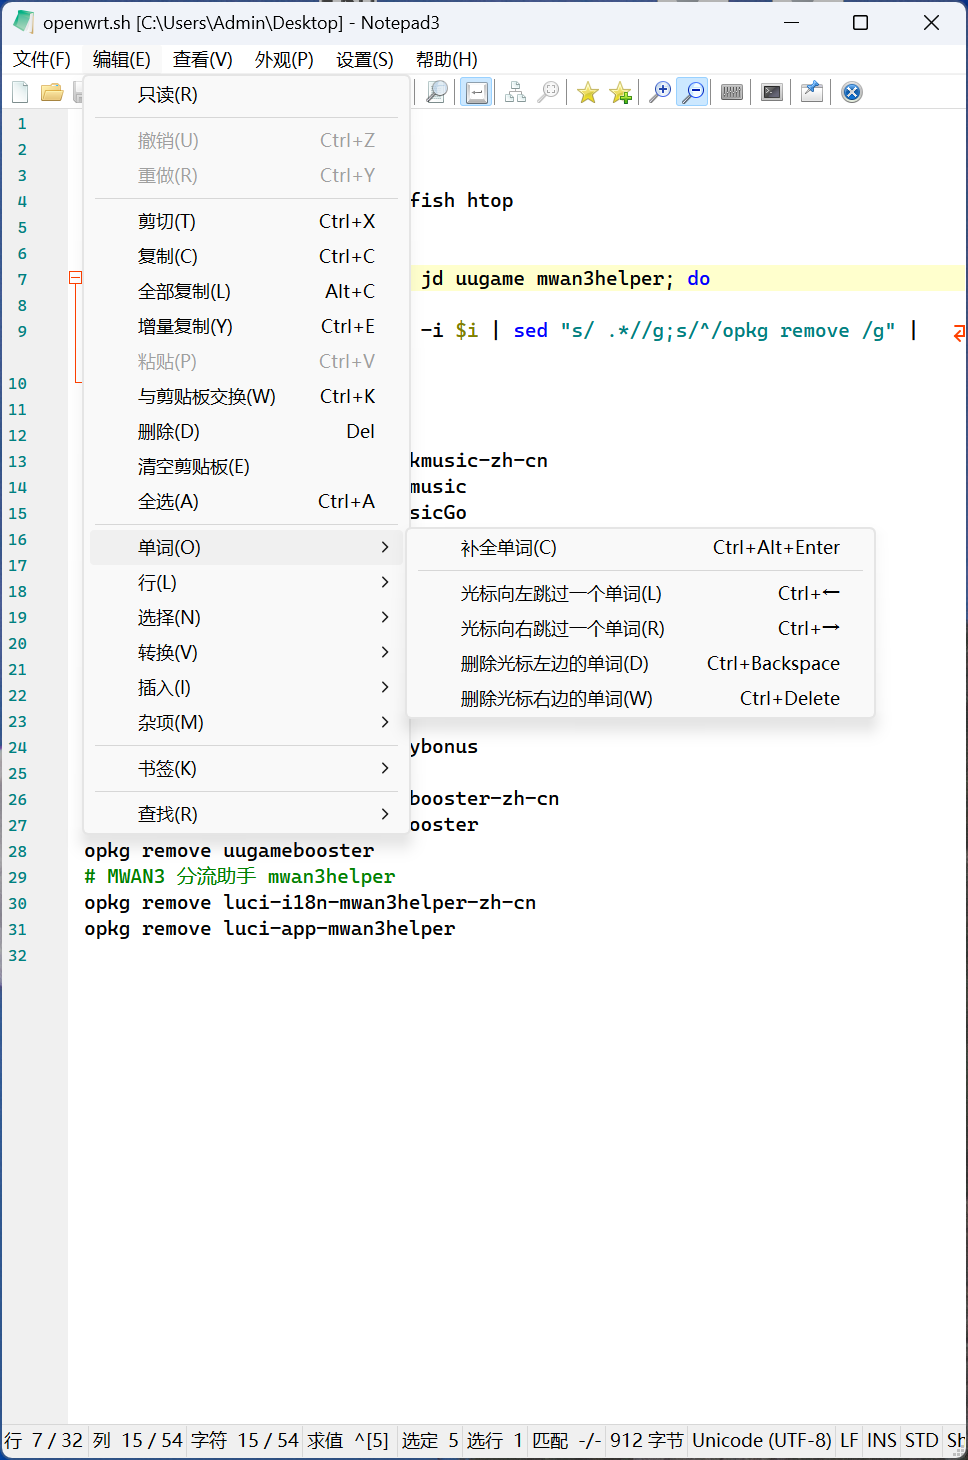 openwrt.sh [C:\Users\Admin\Desktop] - Notepad3
文件(F) 编辑(E) 查看(V) 外观(P) 设置(S) 帮助(H)
只读(R)
1
撤销(U) Ctrl+Z
2
重做(R) Ctrl+Y
3
4 fish htop
剪切(T) Ctrl+X
5
复制(C) Ctrl+C
6
7 jd uugame mwan3helper; do
全部复制(L) Alt+C
8
增量复制(Y) Ctrl+E
9 -i $i | sed "s/ .*//g;s/^/opkg remove /g" |
粘贴(P) Ctrl+V
10
与剪贴板交换(W) Ctrl+K
11
删除(D) Del
12
13 kmusic-zh-cn
清空剪贴板(E)
14 music
全选(A) Ctrl+A
15 sicGo
16
单词(O) 补全单词(C) Ctrl+Alt+Enter
17
行(L)
18 光标向左跳过一个单词(L) Ctrl+←
19
选择(N) 光标向右跳过一个单词(R) Ctrl+→
20
转换(V) 删除光标左边的单词(D) Ctrl+Backspace
21
插入(I) 删除光标右边的单词(W) Ctrl+Delete
22
23
杂项(M)
24 ybonus
25
书签(K)
26 booster-zh-cn
查找(R)
27 ooster
28 opkg remove uugamebooster
29 # MWAN3 分流助手 mwan3helper
30 opkg remove luci-i18n-mwan3helper-zh-cn
31 opkg remove luci-app-mwan3helper
32
行 7 / 32 列 15 / 54 字符 15 / 54 求值 ^[5] 选定 5 选行 1 匹配 -/- 912 字节 Unicode (UTF-8) LF INS STD Sh